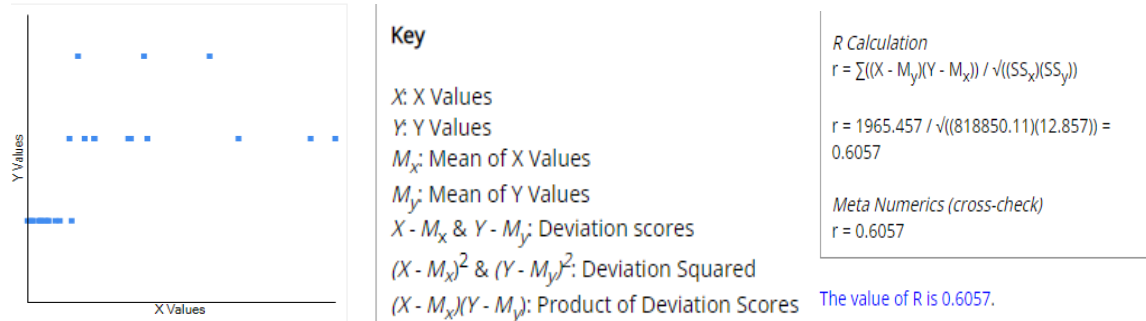 Y Values
X Values
Key
X: X Values
Y: Y Values
Mx: Mean of X Values
My: Mean of Y Values
X - Mx & Y - My: Deviation scores
(X - Mx)2 & (Y - My)2: Deviation Squared
(X - Mx)(Y - My): Product of Deviation Scores
R Calculation
r = ∑((X - My)(Y - Mx)) / √((SSx)(SSy))
r = 1965.457 / √((818850.11)(12.857)) =
0.6057
Meta Numerics (cross-check)
r = 0.6057
The value of R is 0.6057.